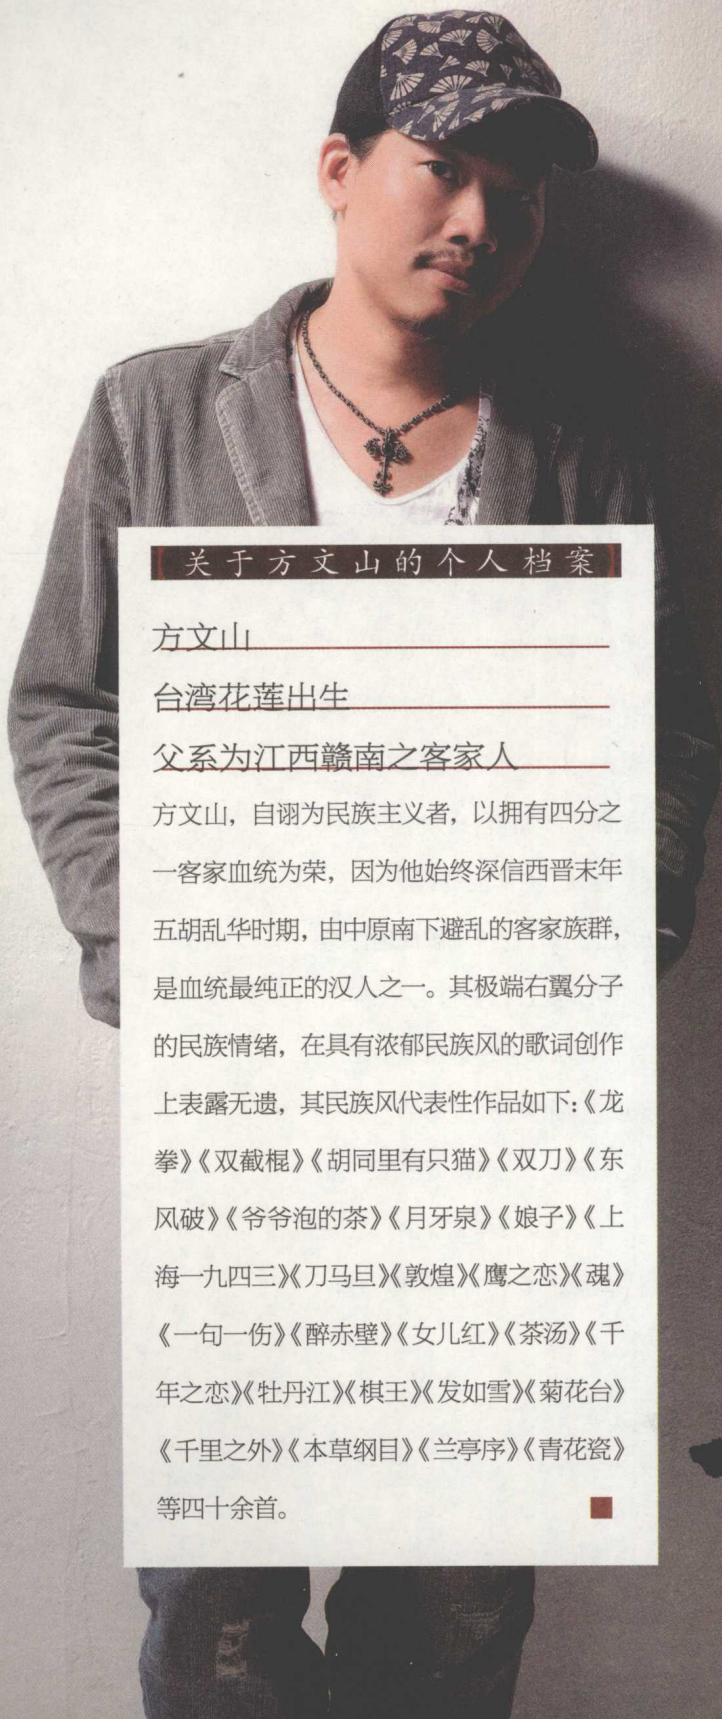 关于方文山的个人档案
方文山
台湾花莲出生
父系为江西赣南之客家人
方文山，自诩为民族主义者，以拥有四分之
一客家血统为荣，因为他始终深信西晋末年
五胡乱华时期，由中原南下避乱的客家族群，
是血统最纯正的汉人之一。其极端右翼分子
的民族情绪，在具有浓郁民族风的歌词创作
上表露无遗，其民族风代表性作品如下：《龙
拳》《双截棍》《胡同里有只猫》《双刀》《东
风破》《爷爷泡的茶》《月牙泉》《娘子》《上
海一九四三》《刀马旦》《敦煌》《鹰之恋》《魂》
《一句一伤》《醉赤壁》《女儿红》《茶汤》《千
年之恋》《牡丹江》《棋王》《发如雪》《菊花台》
《千里之外》《本草纲目》《兰亭序》《青花瓷》
等四十余首。